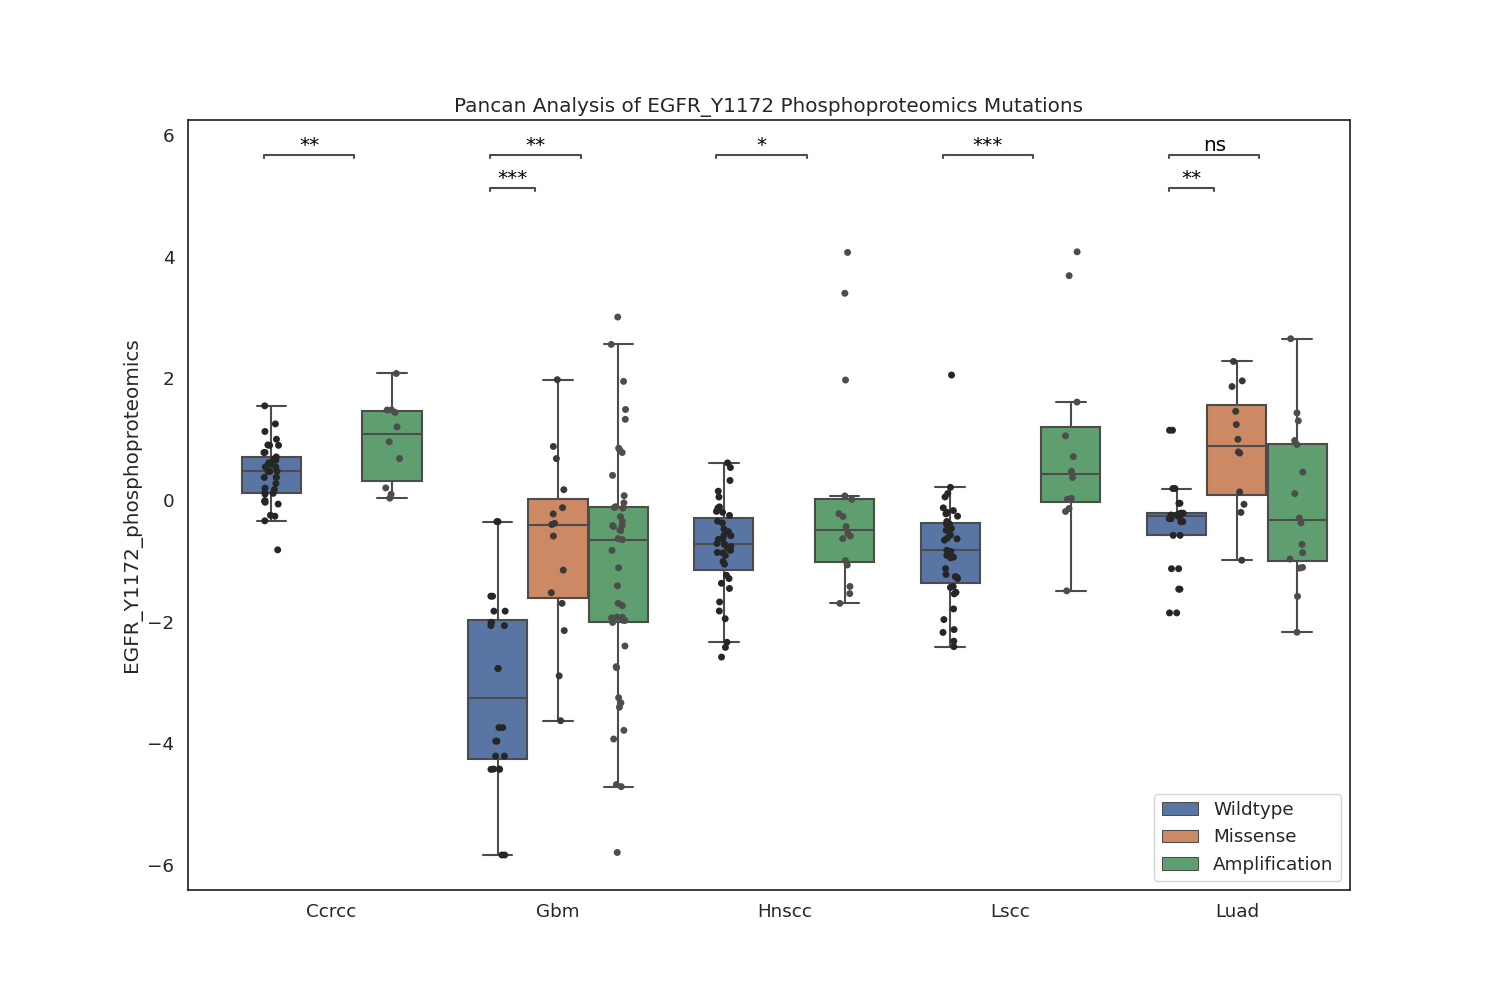 Pancan Analysis of EGFR_Y1172 Phosphoproteomics Mutations
EGFR_Y1172_phosphoproteomics
6
4
2
0
−2
−4
−6
** ** * *** ns
*** **
Wildtype
Missense
Amplification
Ccrcc Gbm Hnscc Lscc Luad